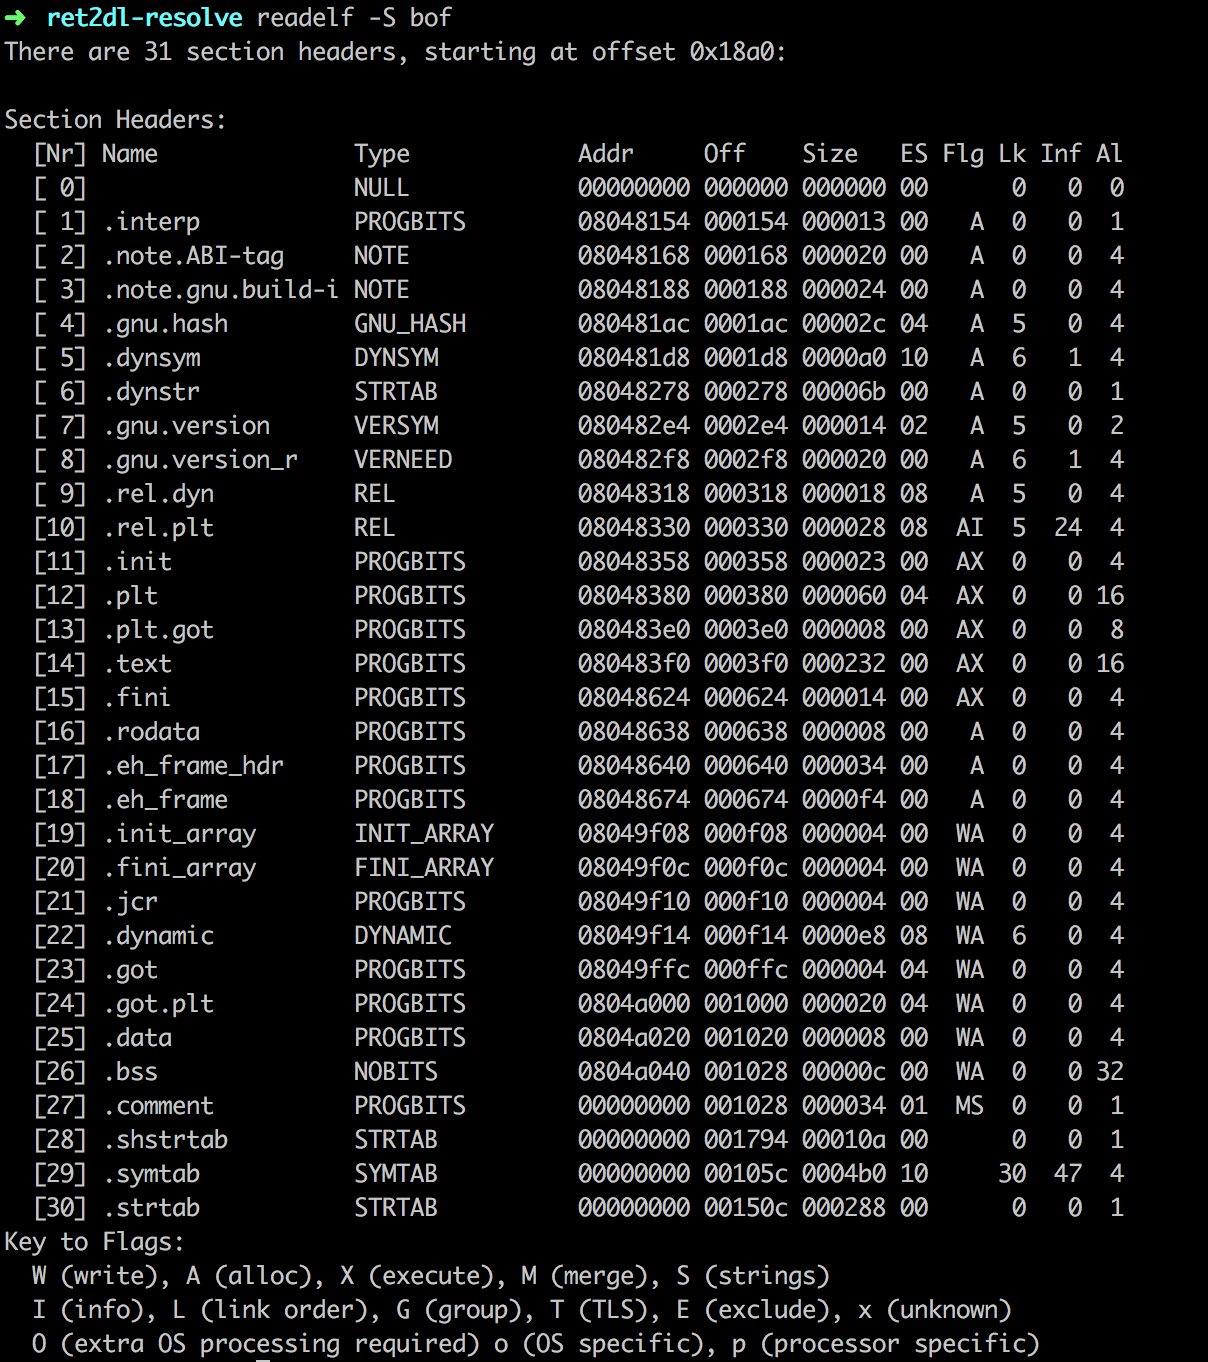 ➜  ret2dl-resolve readelf -S bof
There are 31 section headers, starting at offset 0x18a0:

Section Headers:
  [Nr] Name              Type            Addr     Off    Size   ES Flg Lk Inf Al
  [ 0]                   NULL            00000000 000000 000000 00      0   0  0
  [ 1] .interp           PROGBITS        08048154 000154 000013 00   A  0   0  1
  [ 2] .note.ABI-tag     NOTE            08048168 000168 000020 00   A  0   0  4
  [ 3] .note.gnu.build-i NOTE            08048188 000188 000024 00   A  0   0  4
  [ 4] .gnu.hash         GNU_HASH        080481ac 0001ac 00002c 04   A  5   0  4
  [ 5] .dynsym           DYNSYM          080481d8 0001d8 0000a0 10   A  6   1  4
  [ 6] .dynstr           STRTAB          08048278 000278 00006b 00   A  0   0  1
  [ 7] .gnu.version      VERSYM          080482e4 0002e4 000014 02   A  5   0  2
  [ 8] .gnu.version_r    VERNEED         080482f8 0002f8 000020 00   A  6   1  4
  [ 9] .rel.dyn          REL             08048318 000318 000018 08   A  5   0  4
  [10] .rel.plt          REL             08048330 000330 000028 08  AI  5  24  4
  [11] .init             PROGBITS        08048358 000358 000023 00  AX  0   0  4
  [12] .plt              PROGBITS        08048380 000380 000060 04  AX  0   0 16
  [13] .plt.got          PROGBITS        080483e0 0003e0 000008 00  AX  0   0  8
  [14] .text             PROGBITS        080483f0 0003f0 000232 00  AX  0   0 16
  [15] .fini             PROGBITS        08048624 000624 000014 00  AX  0   0  4
  [16] .rodata           PROGBITS        08048638 000638 000008 00   A  0   0  4
  [17] .eh_frame_hdr     PROGBITS        08048640 000640 000034 00   A  0   0  4
  [18] .eh_frame         PROGBITS        08048674 000674 0000f4 00   A  0   0  4
  [19] .init_array       INIT_ARRAY      08049f08 000f08 000004 00  WA  0   0  4
  [20] .fini_array       FINI_ARRAY      08049f0c 000f0c 000004 00  WA  0   0  4
  [21] .jcr              PROGBITS        08049f10 000f10 000004 00  WA  0   0  4
  [22] .dynamic          DYNAMIC         08049f14 000f14 0000e8 08  WA  6   0  4
  [23] .got              PROGBITS        08049ffc 000ffc 000004 04  WA  0   0  4
  [24] .got.plt          PROGBITS        0804a000 001000 000020 04  WA  0   0  4
  [25] .data             PROGBITS        0804a020 001020 000008 00  WA  0   0  4
  [26] .bss              NOBITS          0804a040 001028 00000c 00  WA  0   0 32
  [27] .comment          PROGBITS        00000000 001028 000034 01  MS  0   0  1
  [28] .shstrtab         STRTAB          00000000 001794 00010a 00      0   0  1
  [29] .symtab           SYMTAB          00000000 00105c 0004b0 10     30  47  4
  [30] .strtab           STRTAB          00000000 00150c 000288 00      0   0  1
Key to Flags:
  W (write), A (alloc), X (execute), M (merge), S (strings)
  I (info), L (link order), G (group), T (TLS), E (exclude), x (unknown)
  O (extra OS processing required) o (OS specific), p (processor specific)